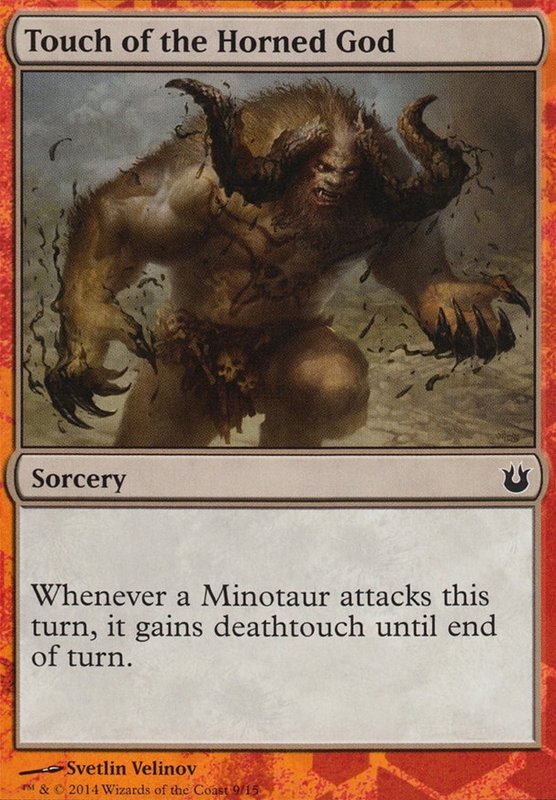 Touch of the Horned God
Sorcery
Whenever a Minotaur attacks this
turn, it gains deathtouch until end
of turn.
Svetlin Velinov
™ & © 2014 Wizards of the Coast 9/15